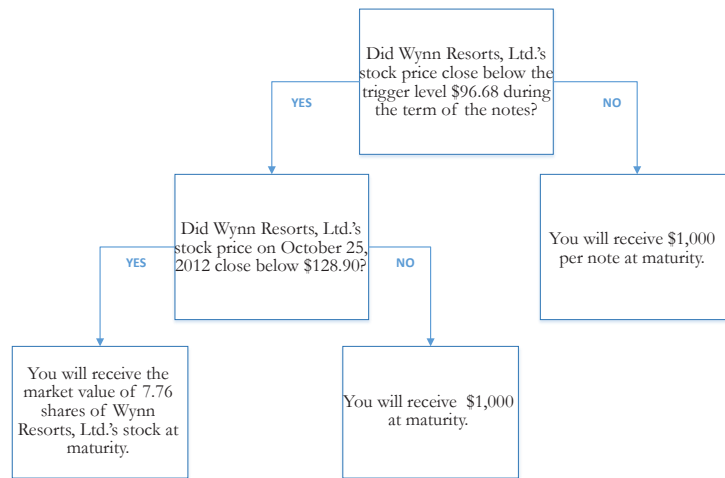 Did Wynn Resorts, Ltd.'s
stock price close below the
trigger level $96.68 during
the term of the notes?
YES
NO
Did Wynn Resorts, Ltd.'s
stock price on October 25,
2012 close below $128.90?
You will receive $1,000
per note at maturity.
YES
NO
You will receive the
market value of 7.76
shares of Wynn
Resorts, Ltd.'s stock at
maturity.
You will receive $1,000
at maturity.